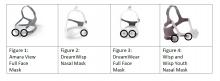 Figure 1:
Amara View
Full Face
Mask
Figure 2:
DreamWisp
Nasal Mask
Figure 3:
DreamWear
Full Face
Mask
Figure 4:
Wisp and
Wisp Youth
Nasal Mask